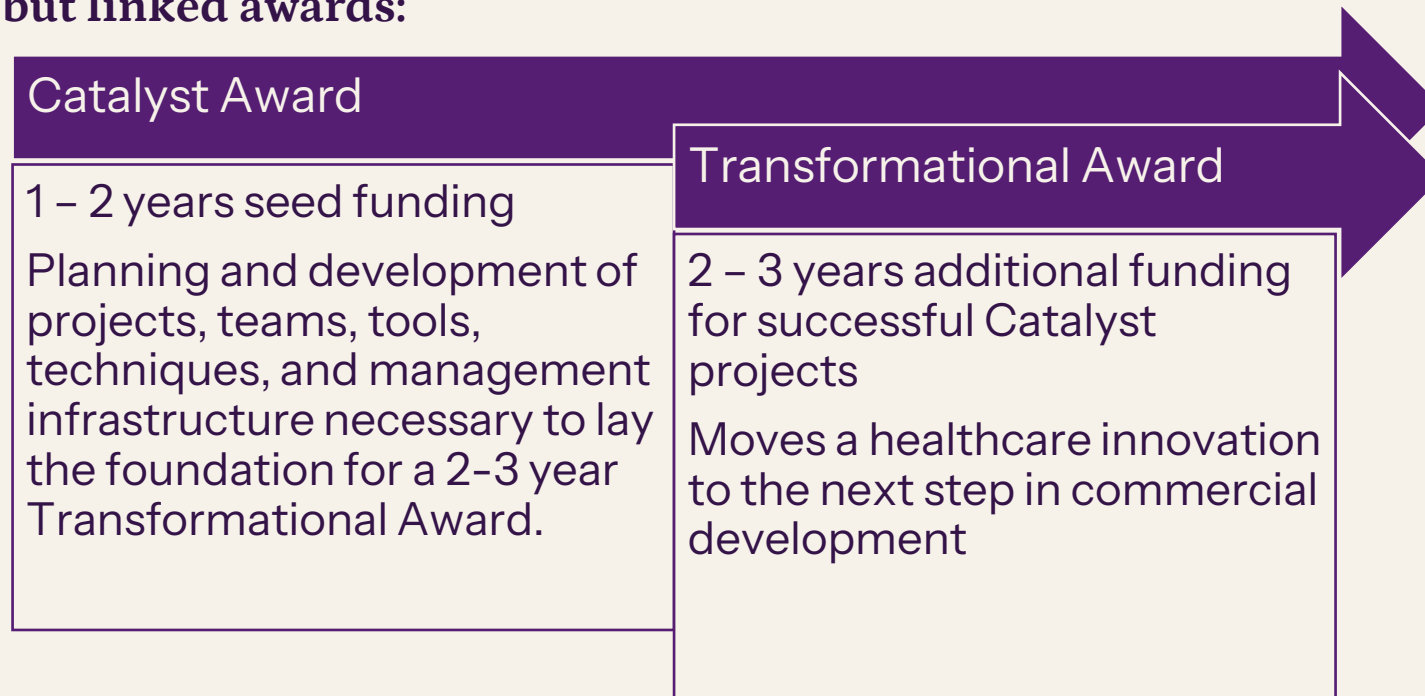 but linked awards:
Catalyst Award
1 – 2 years seed funding
Planning and development of
projects, teams, tools,
techniques, and management
infrastructure necessary to lay
the foundation for a 2-3 year
Transformational Award.
Transformational Award
2 – 3 years additional funding
for successful Catalyst
projects
Moves a healthcare innovation
to the next step in commercial
development